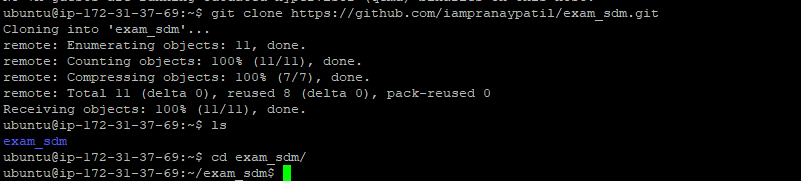 ubuntu@ip-172-31-37-69:~$ git clone https://github.com/iampranaypatil/exam_sdm.git
Cloning into 'exam_sdm'...
remote: Enumerating objects: 11, done.
remote: Counting objects: 100% (11/11), done.
remote: Compressing objects: 100% (7/7), done.
remote: Total 11 (delta 0), reused 8 (delta 0), pack-reused 0
Receiving objects: 100% (11/11), done.
ubuntu@ip-172-31-37-69:~$ ls
exam_sdm
ubuntu@ip-172-31-37-69:~$ cd exam_sdm/
ubuntu@ip-172-31-37-69:~/exam_sdm$